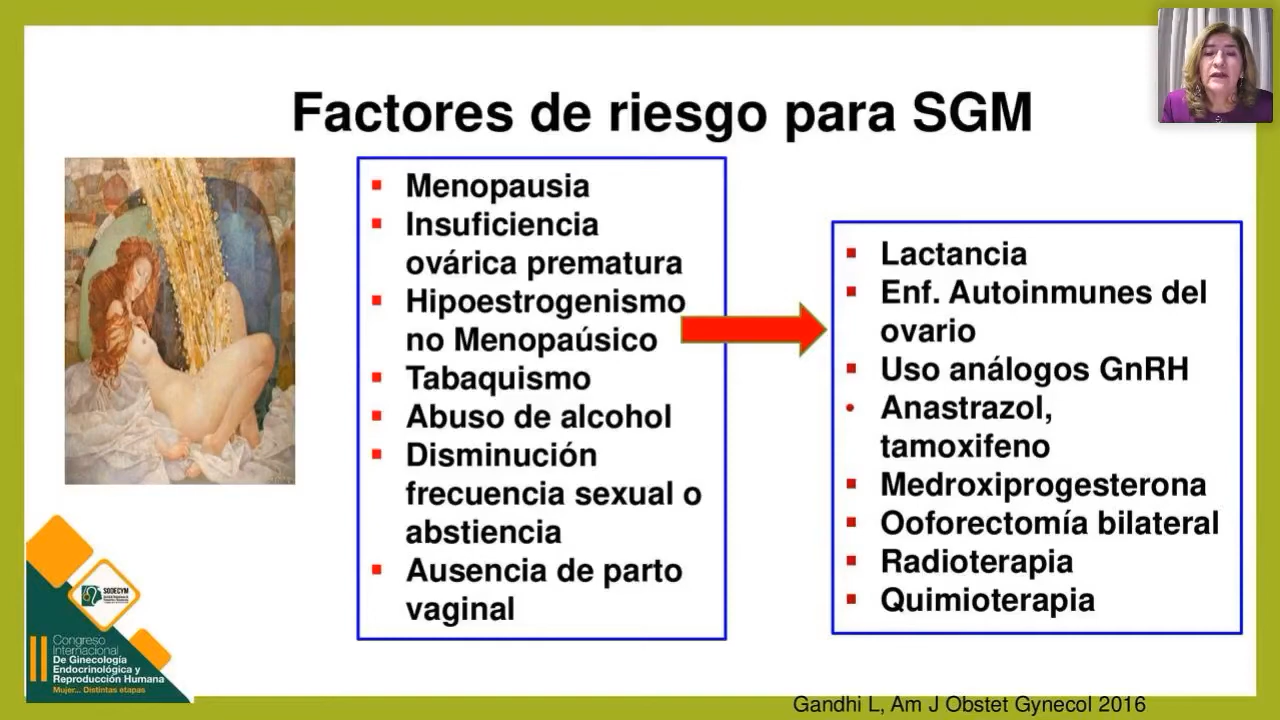 Factores de riesgo para SGM
Menopausia
Insuficiencia
ovárica prematura
Hipoestrogenismo
no Menopaúsico
Tabaquismo
Abuso de alcohol
Disminución
frecuencia sexual o
abstiencia
Ausencia de parto
vaginal
Lactancia
Enf. Autoinmunes del
ovario
Uso análogos GnRH
Anastrazol,
tamoxifeno
Medroxiprogesterona
Ooforectomía bilateral
Radioterapia
Quimioterapia
SODECYM
II Congreso
Internacional
De Ginecología
Endocrinológica y
Reproducción Humana
Mujer... Distintas etapas
Gandhi L, Am J Obstet Gynecol 2016